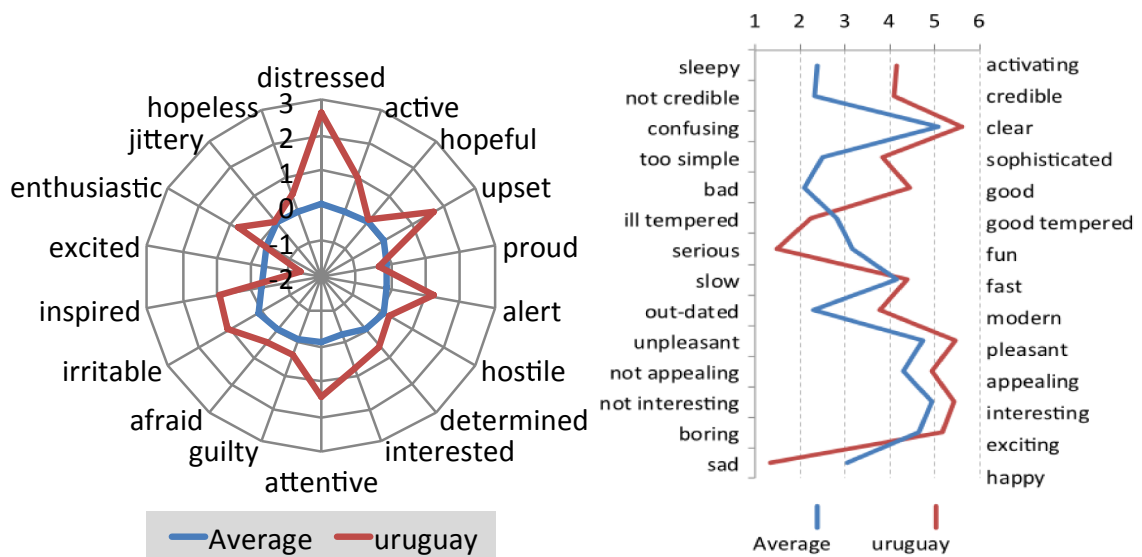 distressed
active
hopeful
upset
proud
alert
hostile
determined
interested
attentive
guilty
afraid
irritable
inspired
excited
enthusiastic
jittery
hopeless
3
2
1
0
-1
-2
Average uruguay
1 2 3 4 5 6
sleepy activating
not credible credible
confusing clear
too simple sophisticated
bad good
ill tempered good tempered
serious fun
slow fast
out-dated modern
unpleasant pleasant
not appealing appealing
not interesting interesting
boring exciting
sad happy
Average uruguay